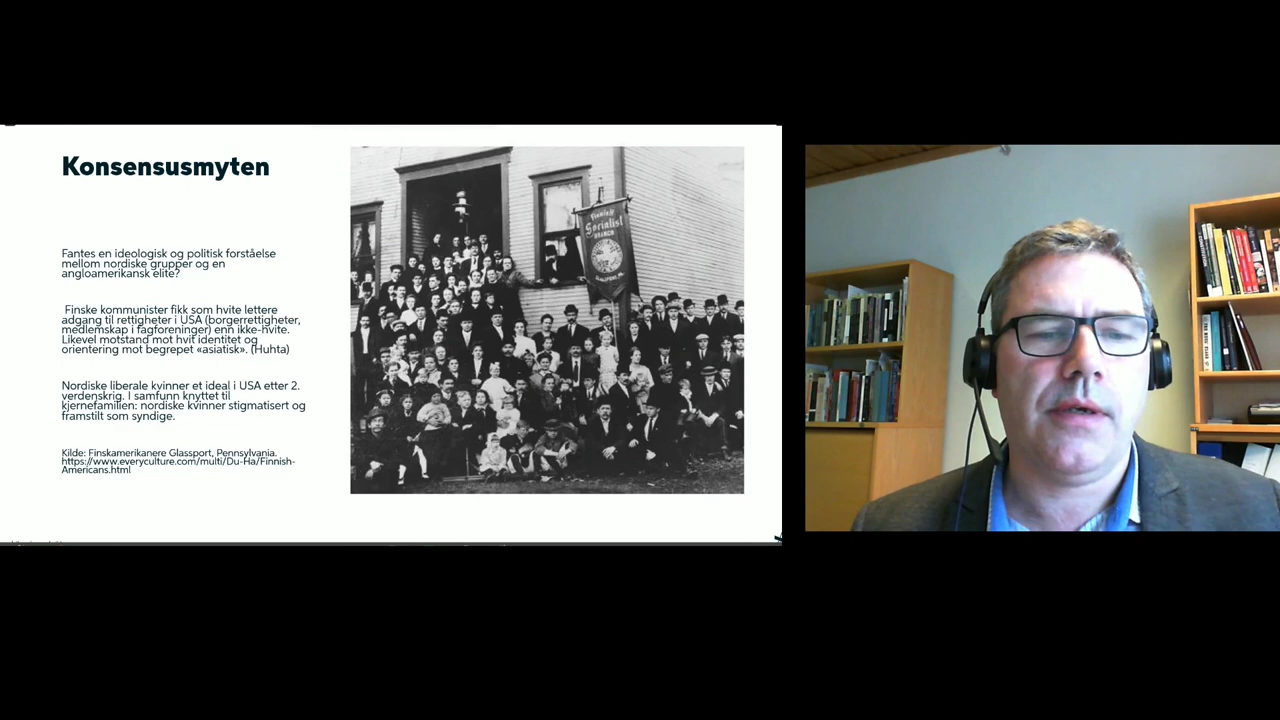 Konsensusmyten
Fantes en ideologisk og politisk forståelse
mellom nordiske grupper og en
angloamerikansk elite?
Finske kommunister fikk som hvite lettere
adgang til rettigheter i USA (borgerrettigheter,
medlemskap i fagforeninger) enn ikke-hvite.
Likevel motstand mot hvit identitet og
orientering mot begrepet «asiatisk». (Huhta)
Nordiske liberale kvinner et ideal i USA etter 2.
verdenskrig. I samfunn knyttet til
kjernefamilien: nordiske kvinner stigmatisert og
framstilt som syndige.
Kilde: Finskamerikanere Glassport, Pennsylvania.
https://www.everyculture.com/multi/Du-Ha/Finnish-
Americans.html
Finnish
Socialist
BRANCH